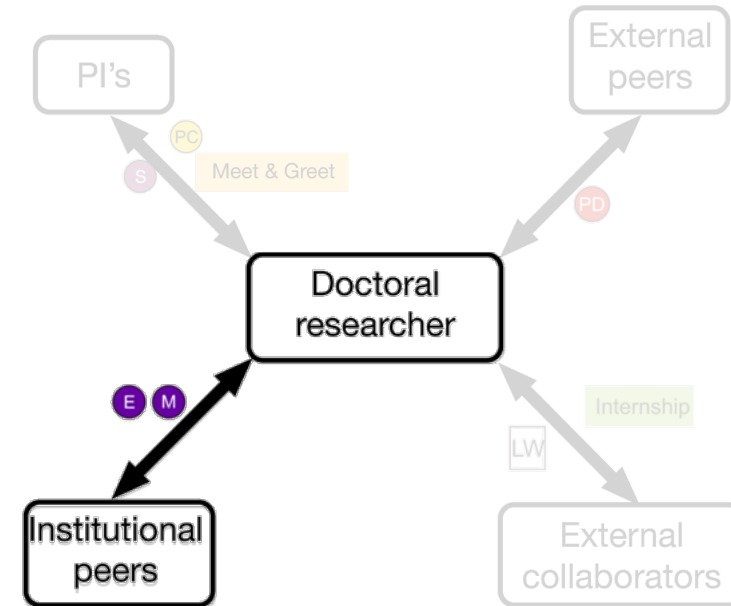 External
peers
PI's
PC
S
Meet & Greet
PD
Doctoral
researcher
E M
Internship
LW
Institutional
peers
External
collaborators